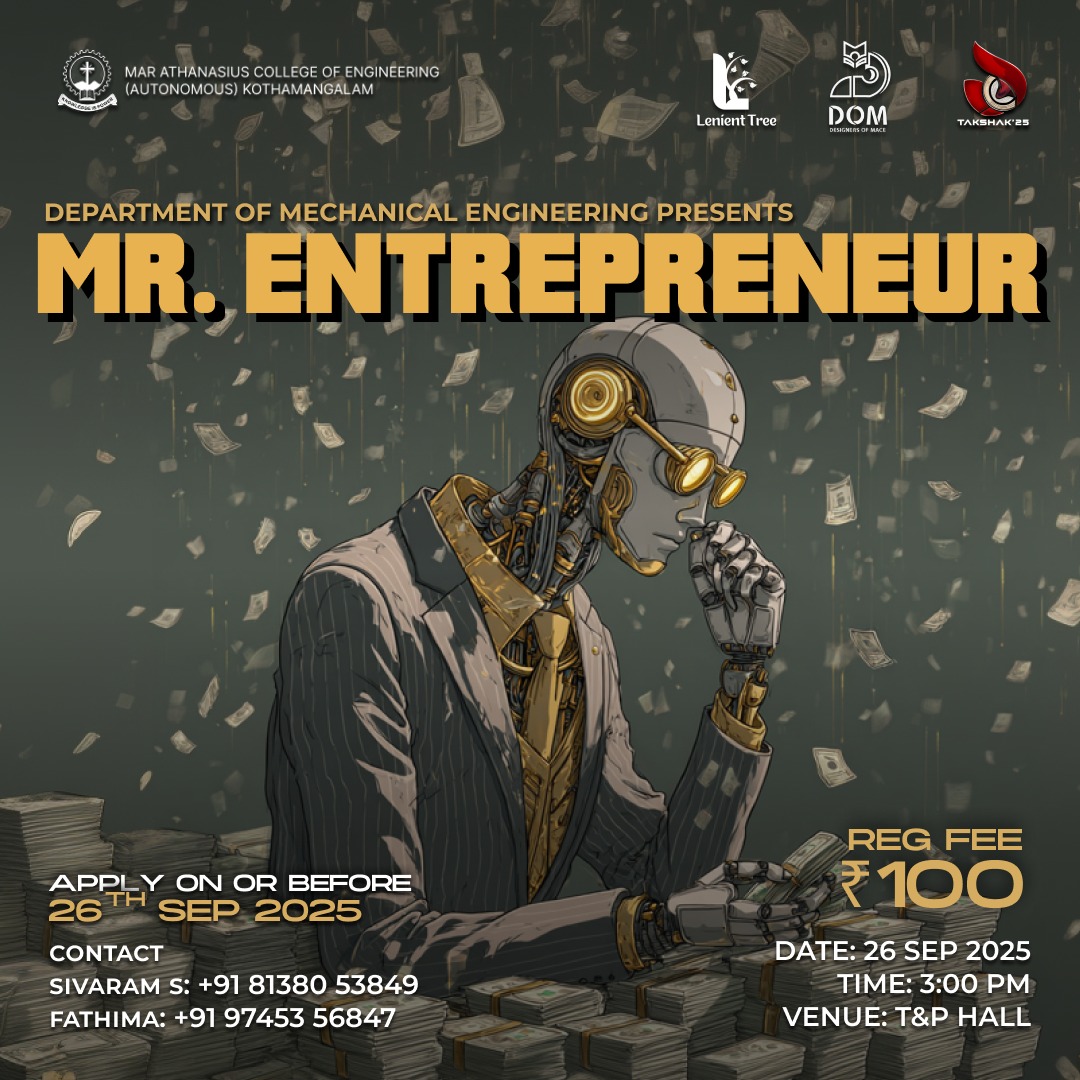 MAR ATHANASIUS COLLEGE OF ENGINEERING
(AUTONOMOUS) KOTHAMANGALAM
KNOWLEDGE IS POWER
Lenient Tree
DOM
DESIGNERS OF MACE
TAKSHAK'25
DEPARTMENT OF MECHANICAL ENGINEERING PRESENTS
MR. ENTREPRENEUR
REG FEE
₹100
APPLY ON OR BEFORE
26TH SEP 2025
CONTACT
SIVARAM S: +91 81380 53849
FATHIMA: +91 97453 56847
DATE: 26 SEP 2025
TIME: 3:00 PM
VENUE: T&P HALL